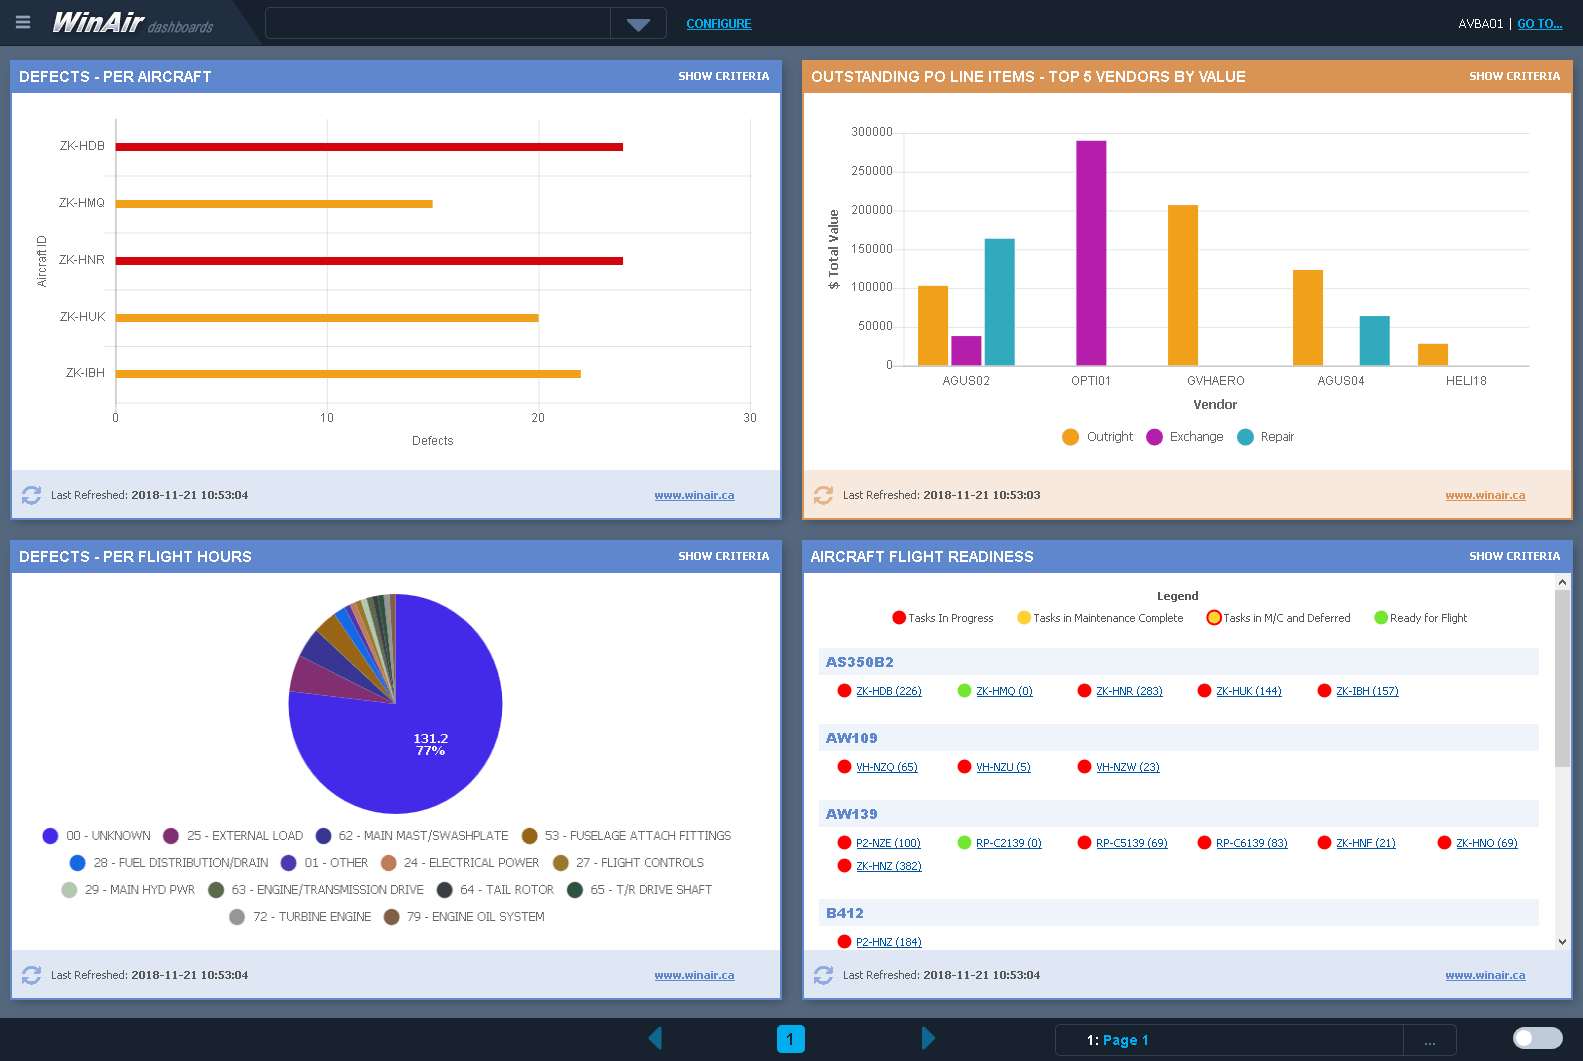 WinAir dashboards
CONFIGURE
AVBA01 | GO TO...
DEFECTS - PER AIRCRAFT
SHOW CRITERIA
Aircraft ID
ZK-HDB
ZK-HMQ
ZK-HNR
ZK-HUK
ZK-IBH
0 10 20 30
Defects
Last Refreshed: 2018-11-21 10:53:04
www.winair.ca
OUTSTANDING PO LINE ITEMS - TOP 5 VENDORS BY VALUE
SHOW CRITERIA
$ Total Value
300000
250000
200000
150000
100000
50000
0
AGUS02 OPTI01 GVHAERO AGUS04 HELI18
Vendor
Outright Exchange Repair
Last Refreshed: 2018-11-21 10:53:03
www.winair.ca
DEFECTS - PER FLIGHT HOURS
SHOW CRITERIA
131.2
77%
00 - UNKNOWN 25 - EXTERNAL LOAD 62 - MAIN MAST/SWASHPLATE 53 - FUSELAGE ATTACH FITTINGS
28 - FUEL DISTRIBUTION/DRAIN 01 - OTHER 24 - ELECTRICAL POWER 27 - FLIGHT CONTROLS
29 - MAIN HYD PWR 63 - ENGINE/TRANSMISSION DRIVE 64 - TAIL ROTOR 65 - T/R DRIVE SHAFT
72 - TURBINE ENGINE 79 - ENGINE OIL SYSTEM
Last Refreshed: 2018-11-21 10:53:04
www.winair.ca
AIRCRAFT FLIGHT READINESS
SHOW CRITERIA
Legend
Tasks In Progress Tasks in Maintenance Complete Tasks in M/C and Deferred Ready for Flight
AS350B2
ZK-HDB (226) ZK-HMQ (0) ZK-HNR (283) ZK-HUK (144) ZK-IBH (157)
AW109
VH-NZQ (65) VH-NZU (5) VH-NZW (23)
AW139
P2-NZE (100) RP-C2139 (0) RP-C5139 (69) RP-C6139 (83) ZK-HNF (21) ZK-HNO (69)
ZK-HNZ (382)
B412
P2-HNZ (184)
Last Refreshed: 2018-11-21 10:53:04
www.winair.ca
1
1: Page 1
...